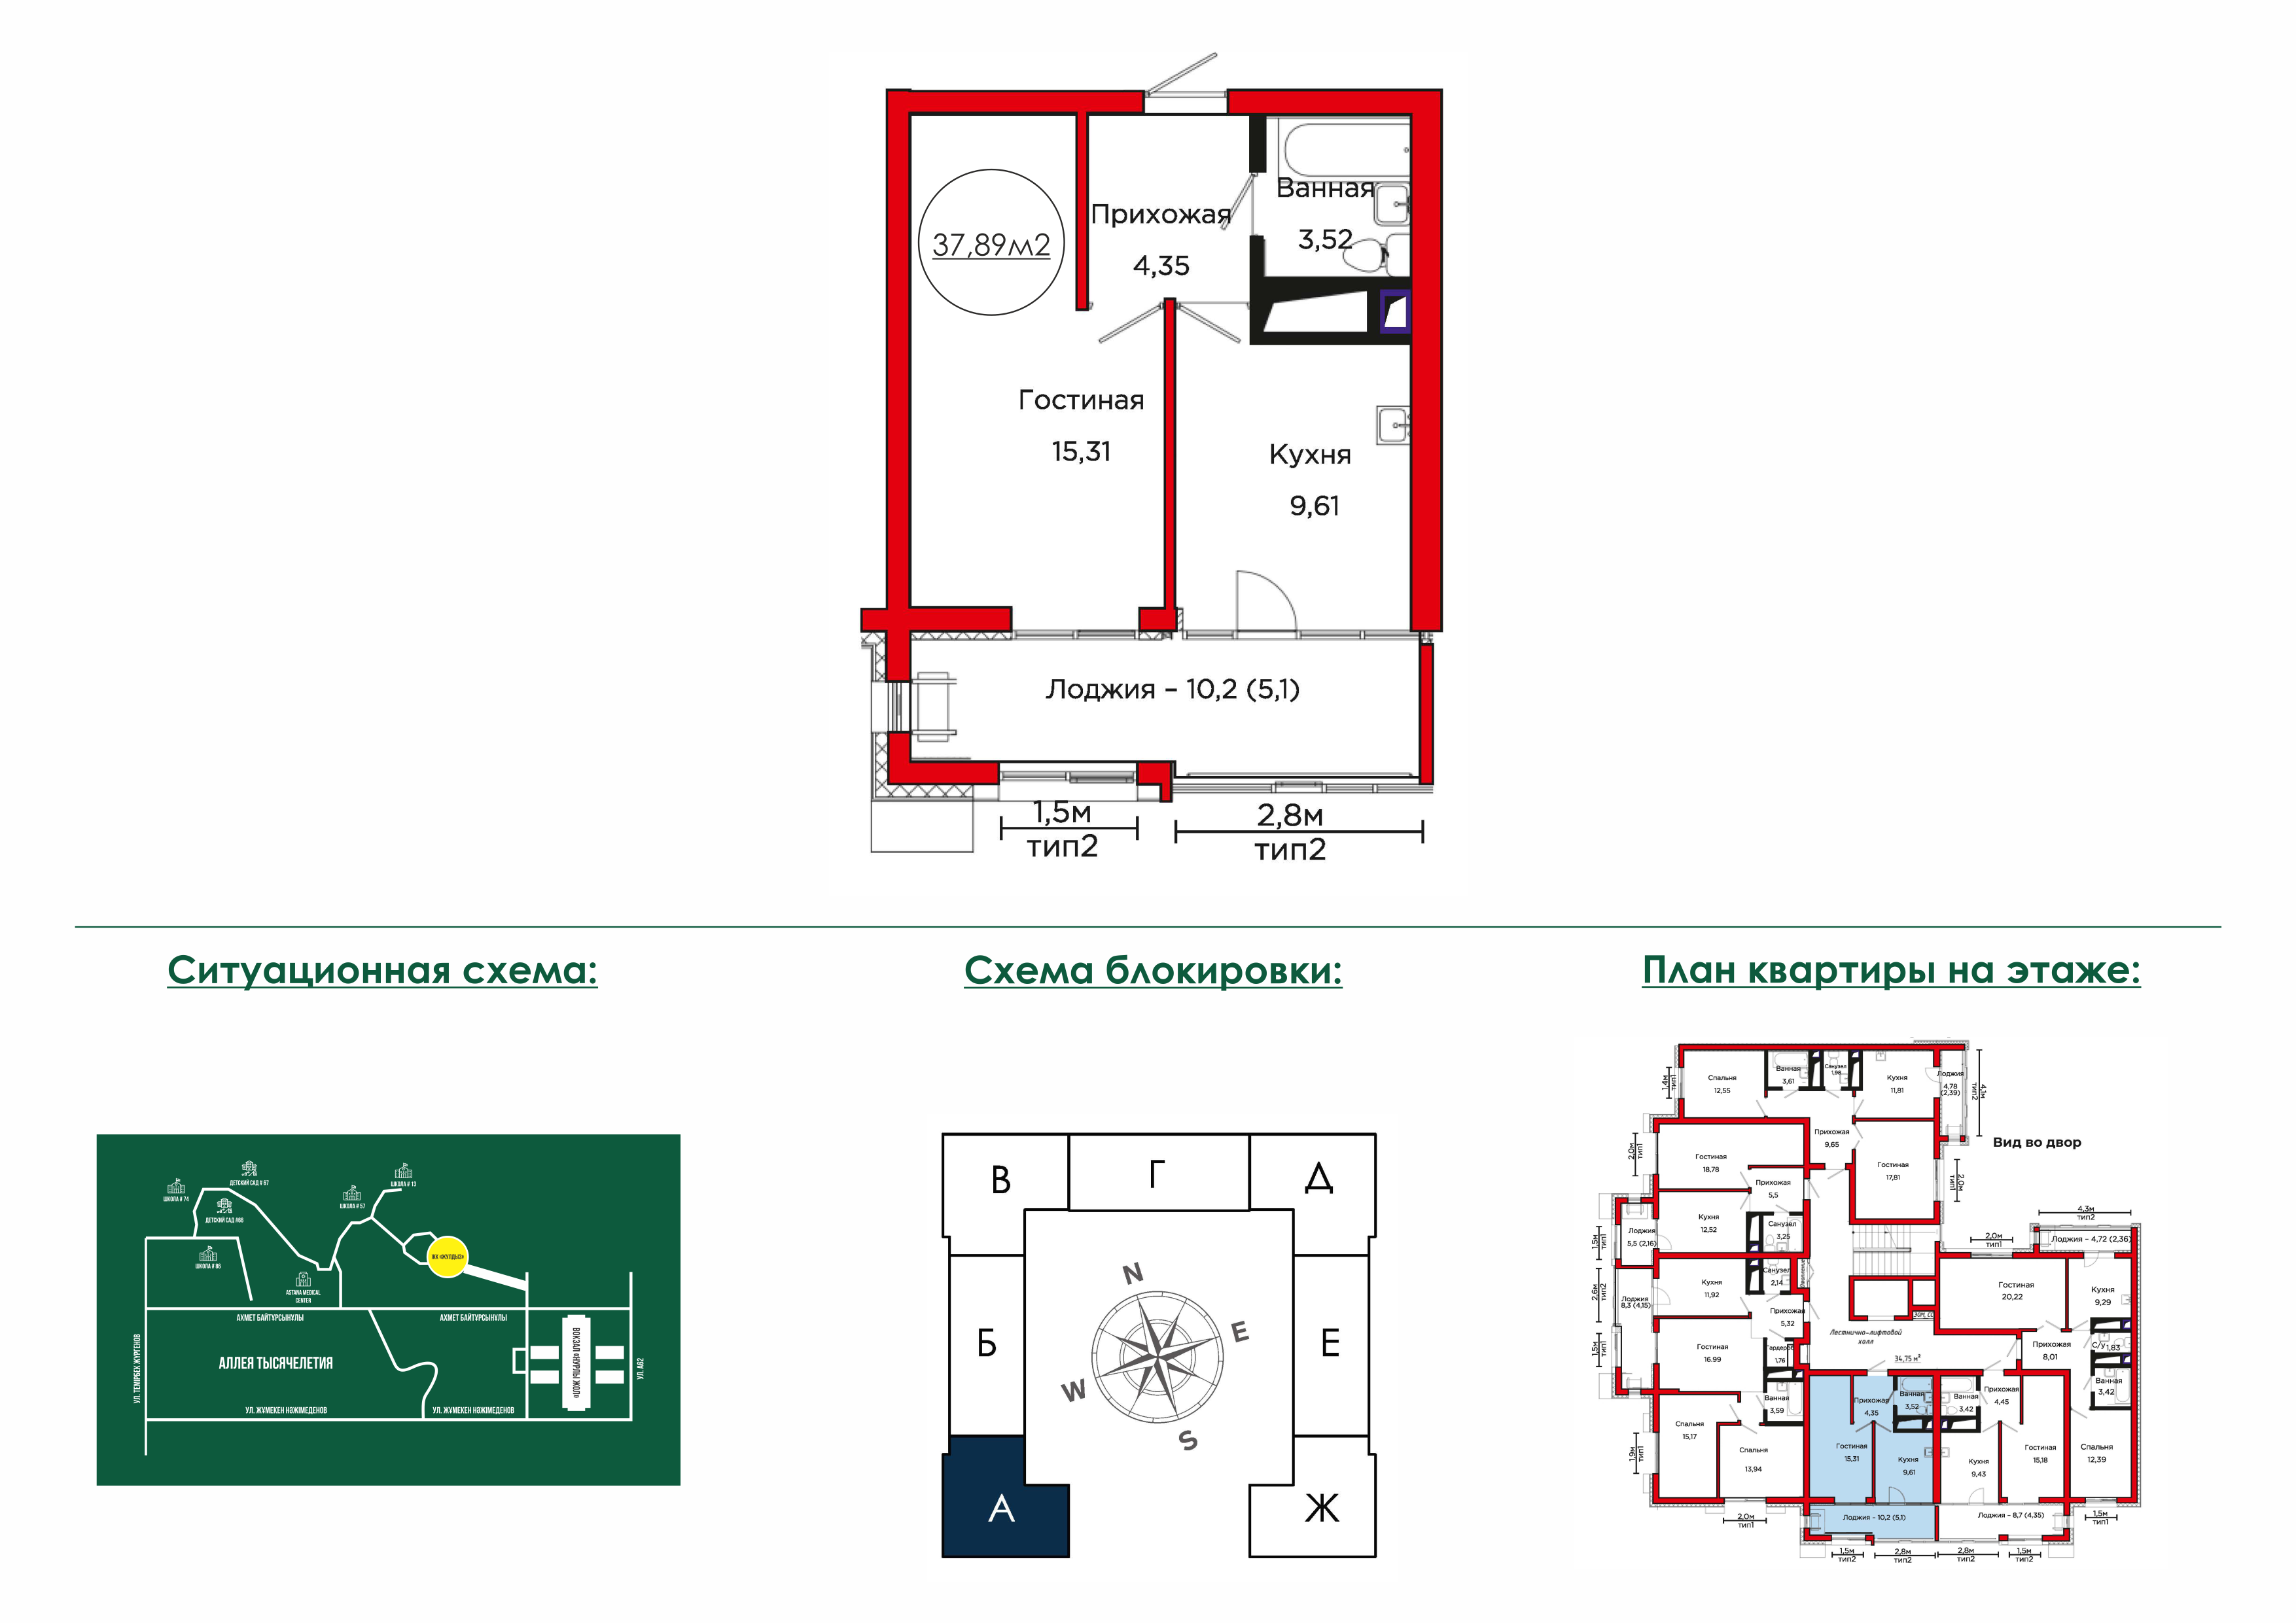 37,89м2
Прихожая
4,35
Ванная
3,52
Гостиная
15,31
Кухня
9,61
Лоджия – 10,2 (5,1)
1,5м
тип2
2,8м
тип2
Ситуационная схема:
Схема блокировки:
План квартиры на этаже:
ШКОЛА # 74
ДЕТСКИЙ САД # 67
ДЕТСКИЙ САД #66
ШКОЛА # 86
ШКОЛА # 57
ШКОЛА # 13
ЖК «ЖУЛДЫЗ»
ASTANA MEDICAL
CENTER
АХМЕТ БАЙТУРСЫНУЛЫ
АХМЕТ БАЙТУРСЫНУЛЫ
УЛ. ТЕМІРБЕК ЖҮРГЕНОВ
АЛЛЕЯ ТЫСЯЧЕЛЕТИЯ
ВОКЗАЛ «НУРЛЫ ЖОЛ»
УЛ. А62
УЛ. ЖҰМЕКЕН НӘЖІМЕДЕНОВ
УЛ. ЖҰМЕКЕН НӘЖІМЕДЕНОВ
В
Г
Д
Б
Е
А
Ж
N
E
W
S
1,4м
тип1
Спальня
12,55
Ванная
3,61
Санузел
1,96
Кухня
11,81
Лоджия
4,78
(2,39)
4,1м
тип2
Вид во двор
2,0м
тип1
Гостиная
18,78
Прихожая
9,65
Гостиная
17,81
2,0м
тип1
Прихожая
5,5
Кухня
12,52
Санузел
3,25
Лоджия
5,5 (2,16)
1,5м
тип1
4,3м
тип2
2,0м
тип1
Лоджия – 4,72 (2,36)
2,6м
тип2
Лоджия
8,3 (4,15)
Кухня
11,92
Санузел
2,14
Прихожая
5,32
Гостиная
20,22
Кухня
9,29
Лестнично-лифтовой
холл
34,75 м²
1,5м
тип1
Гостиная
16.99
Гардероб
1,76
Прихожая
8,01
С/У
1,83
Ванная
3,42
Ванная
3,59
Прихожая
4,35
Ванная
3,52
Ванная
3,42
Прихожая
4,45
1,9м
тип1
Спальня
15,17
Спальня
13,94
Гостиная
15,31
Кухня
9,61
Кухня
9,43
Гостиная
15,18
Спальня
12,39
2,0м
тип1
Лоджия – 10,2 (5,1)
Лоджия – 8,7 (4,35)
1,5м
тип1
1,5м
тип2
2,8м
тип2
2,8м
тип2
1,5м
тип2